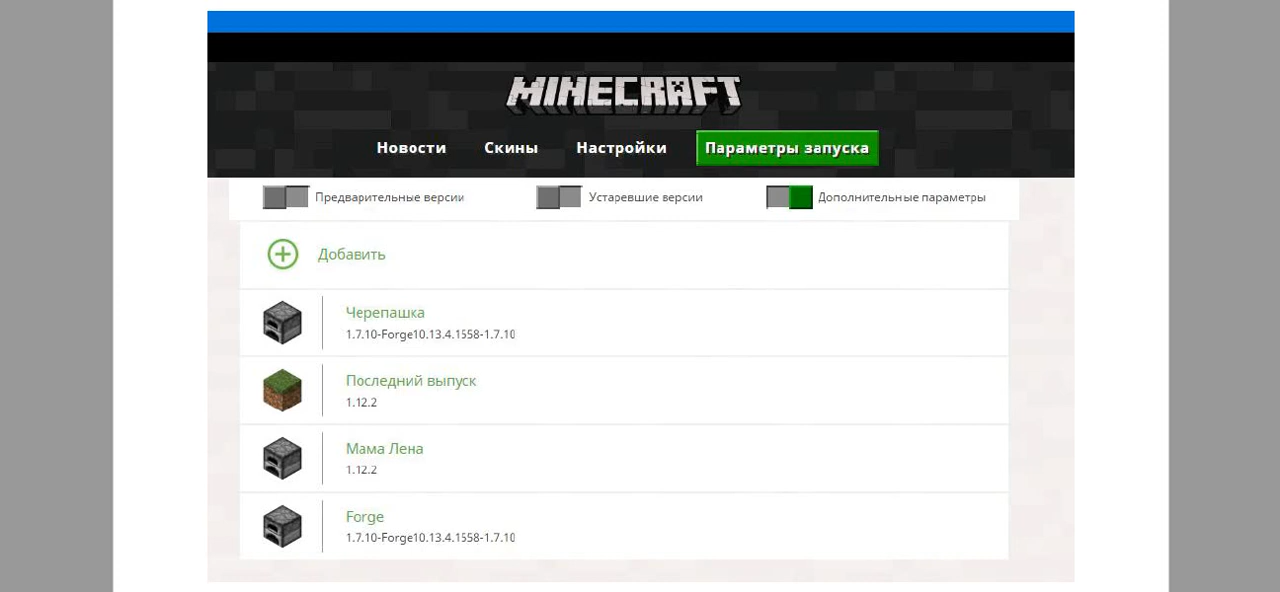 MINECRAFT
Новости Скины Настройки Параметры запуска
Предварительные версии Устаревшие версии Дополнительные параметры
Добавить
Черепашка
1.7.10-Forge10.13.4.1558-1.7.10
Последний выпуск
1.12.2
Мама Лена
1.12.2
Forge
1.7.10-Forge10.13.4.1558-1.7.10